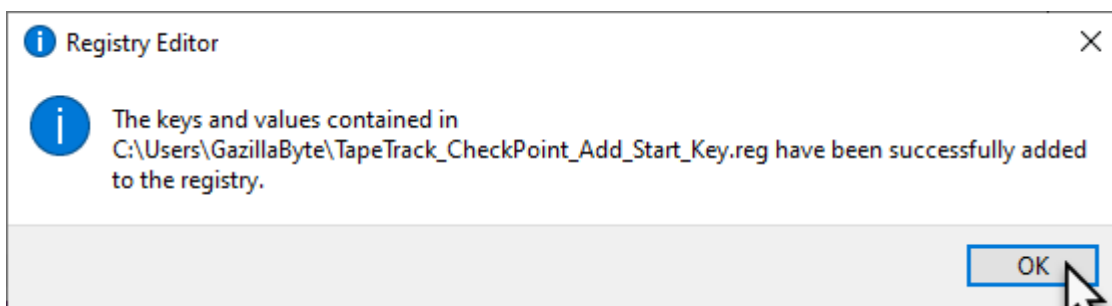 Registry Editor
The keys and values contained in
C:\Users\GazillaByte\TapeTrack_CheckPoint_Add_Start_Key.reg have been successfully added
to the registry.
OK